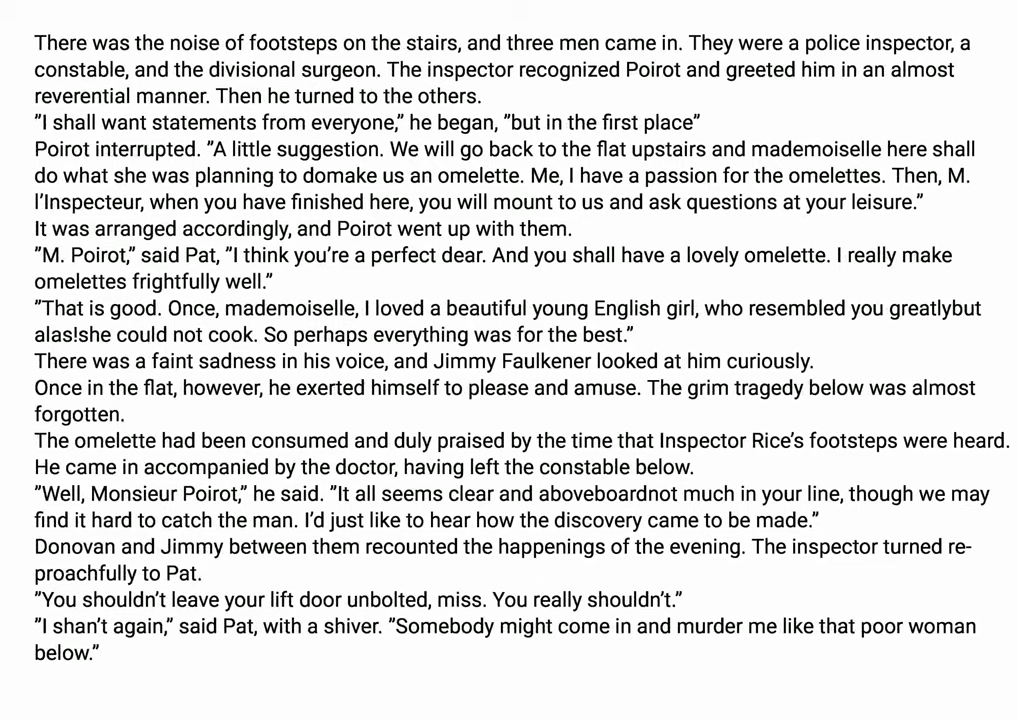 There was the noise of footsteps on the stairs, and three men came in. They were a police inspector, a
constable, and the divisional surgeon. The inspector recognized Poirot and greeted him in an almost
reverential manner. Then he turned to the others.
”I shall want statements from everyone,” he began, ”but in the first place”
Poirot interrupted. ”A little suggestion. We will go back to the flat upstairs and mademoiselle here shall
do what she was planning to domake us an omelette. Me, I have a passion for the omelettes. Then, M.
l’Inspecteur, when you have finished here, you will mount to us and ask questions at your leisure.”
It was arranged accordingly, and Poirot went up with them.
”M. Poirot,” said Pat, ”I think you’re a perfect dear. And you shall have a lovely omelette. I really make
omelettes frightfully well.”
”That is good. Once, mademoiselle, I loved a beautiful young English girl, who resembled you greatlybut
alas!she could not cook. So perhaps everything was for the best.”
There was a faint sadness in his voice, and Jimmy Faulkener looked at him curiously.
Once in the flat, however, he exerted himself to please and amuse. The grim tragedy below was almost
forgotten.
The omelette had been consumed and duly praised by the time that Inspector Rice’s footsteps were heard.
He came in accompanied by the doctor, having left the constable below.
”Well, Monsieur Poirot,” he said. ”It all seems clear and aboveboardnot much in your line, though we may
find it hard to catch the man. I’d just like to hear how the discovery came to be made.”
Donovan and Jimmy between them recounted the happenings of the evening. The inspector turned re-
proachfully to Pat.
”You shouldn’t leave your lift door unbolted, miss. You really shouldn’t.”
”I shan’t again,” said Pat, with a shiver. ”Somebody might come in and murder me like that poor woman
below.”